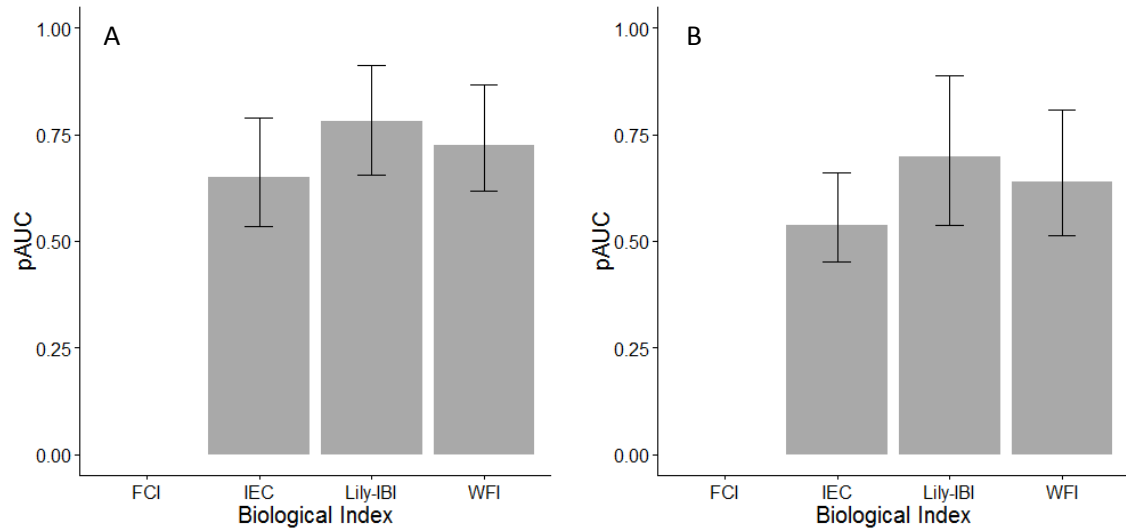 A
1.00
0.75
0.50
0.25
0.00
pAUC
FCI IEC Lily-IBI WFI
Biological Index
B
1.00
0.75
0.50
0.25
0.00
pAUC
FCI IEC Lily-IBI WFI
Biological Index